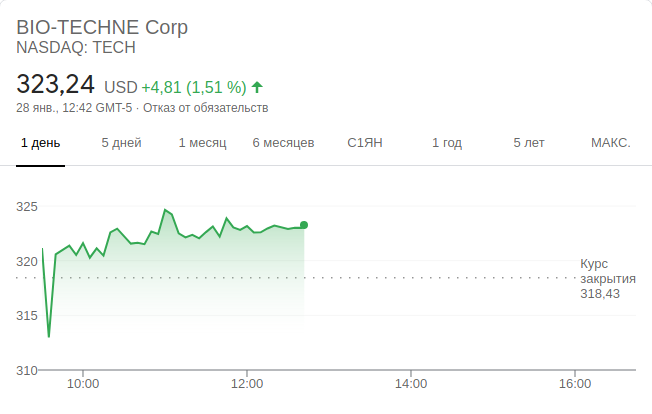 BIO-TECHNE Corp
NASDAQ: TECH
323,24 USD +4,81 (1,51 %)
28 янв., 12:42 GMT-5 · Отказ от обязательств
1 день 5 дней 1 месяц 6 месяцев С1ЯН 1 год 5 лет МАКС.
325
320
Курс
закрытия
318,43
315
310
10:00 12:00 14:00 16:00